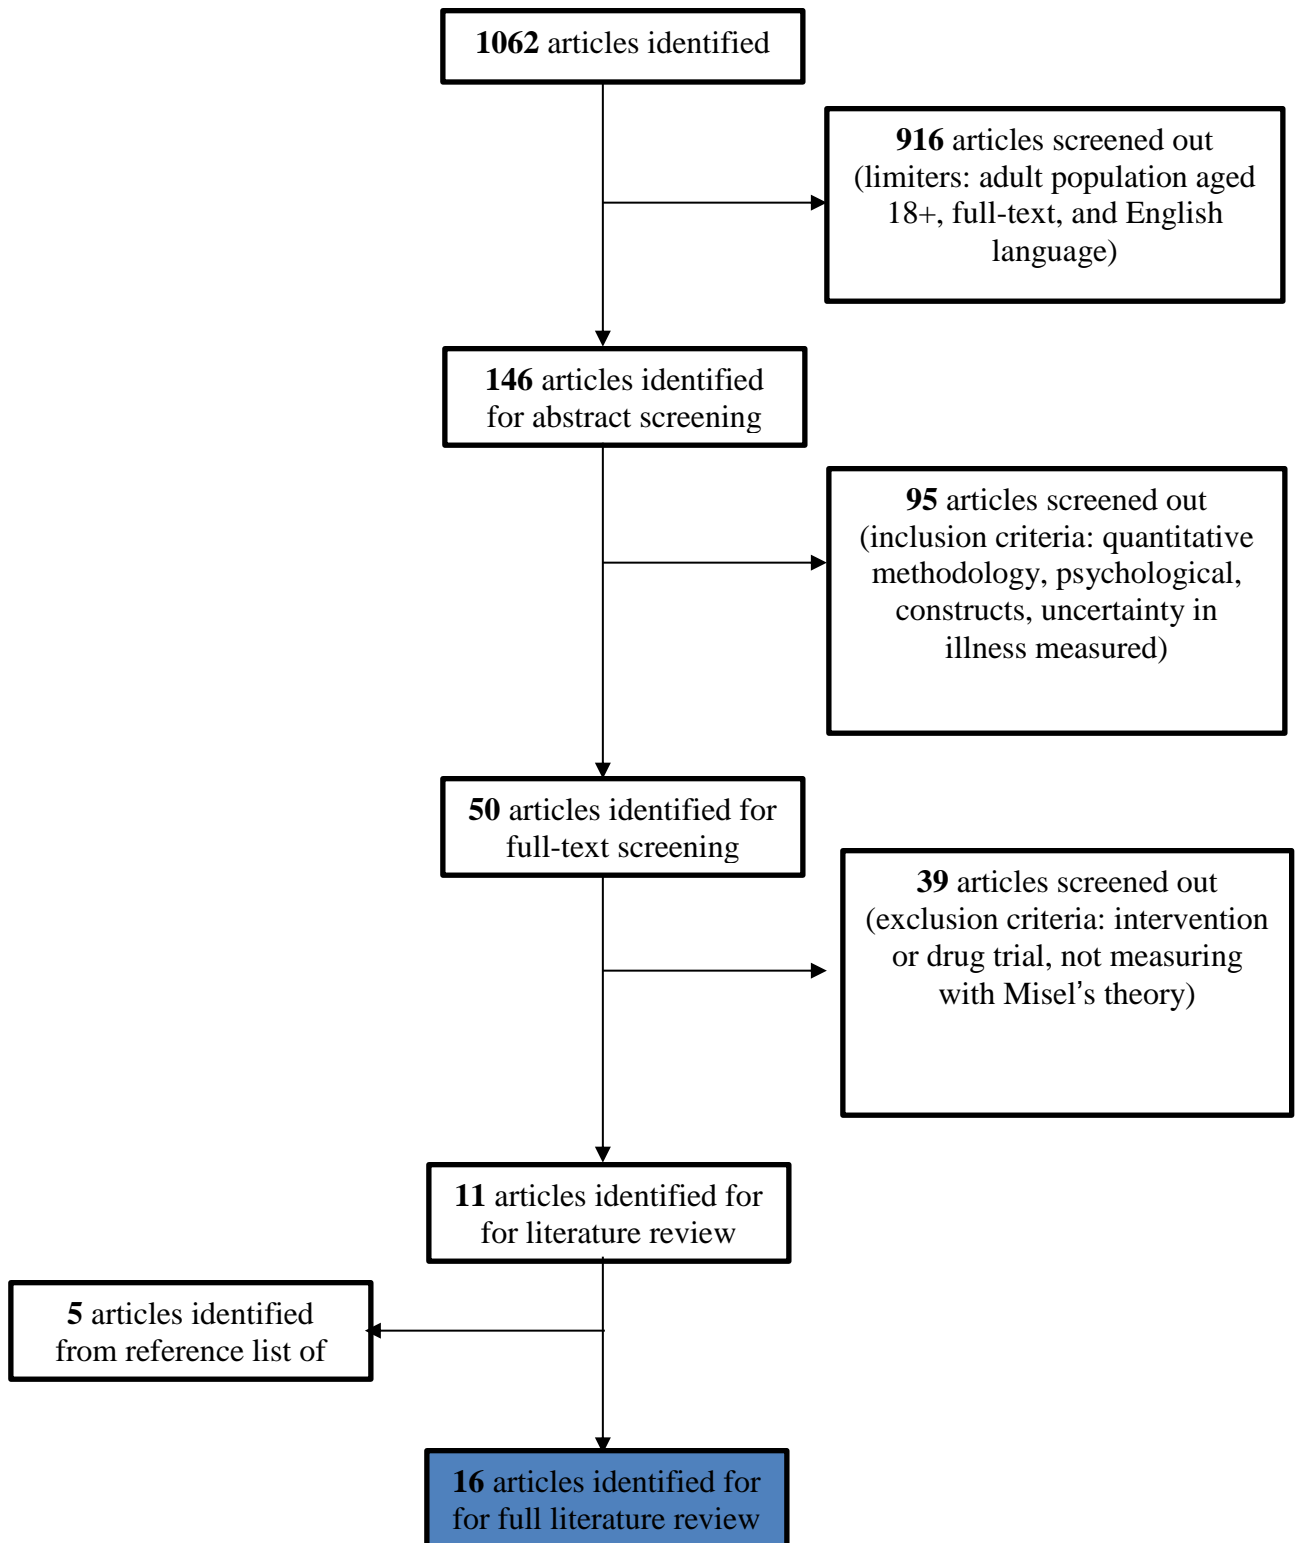 1062 articles identified
916 articles screened out
(limiters: adult population aged
18+, full-text, and English
language)
146 articles identified
for abstract screening
95 articles screened out
(inclusion criteria: quantitative
methodology, psychological,
constructs, uncertainty in
illness measured)
50 articles identified for
full-text screening
39 articles screened out
(exclusion criteria: intervention
or drug trial, not measuring
with Misel’s theory)
11 articles identified for
for literature review
5 articles identified
from reference list of
16 articles identified for
for full literature review